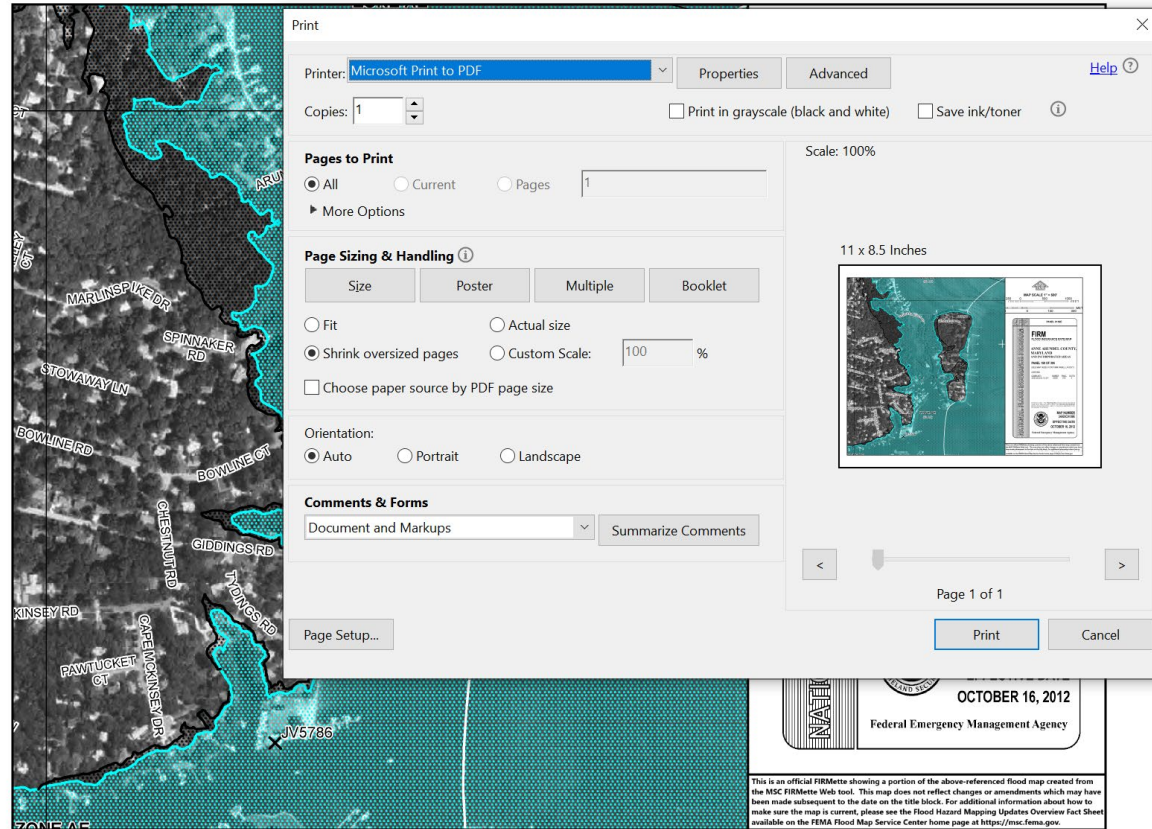 Print
Printer: Microsoft Print to PDF
Properties
Advanced
Help
Copies: 1
Print in grayscale (black and white)
Save ink/toner
Pages to Print
All
Current
Pages
1
More Options
Scale: 100%
11 x 8.5 Inches
Page Sizing & Handling
Size
Poster
Multiple
Booklet
Fit
Actual size
Shrink oversized pages
Custom Scale:
100
%
Choose paper source by PDF page size
Orientation:
Auto
Portrait
Landscape
Comments & Forms
Document and Markups
Summarize Comments
<
>
Page 1 of 1
Page Setup...
Print
Cancel
FIRM
MARLINSPIKE DR
SPINNAKER
RD
STOWAWAY LN
BOWLINE RD
BOWLINE CT
CHESTNUT RD
GIDDINGS RD
TYDINGS RD
KINSEY RD
CAPE MCKINSEY DR
PAWTUCKET
CT
JV5786
ZONE AE
NATI
OCTOBER 16, 2012
Federal Emergency Management Agency
This is an official FIRMette showing a portion of the above-referenced flood map created from
the MSC FIRMette Web tool. This map does not reflect changes or amendments which may have
been made subsequent to the date on the title block. For additional information about how to
make sure the map is current, please see the Flood Hazard Mapping Updates Overview Fact Sheet
available on the FEMA Flood Map Service Center home page at https://msc.fema.gov.